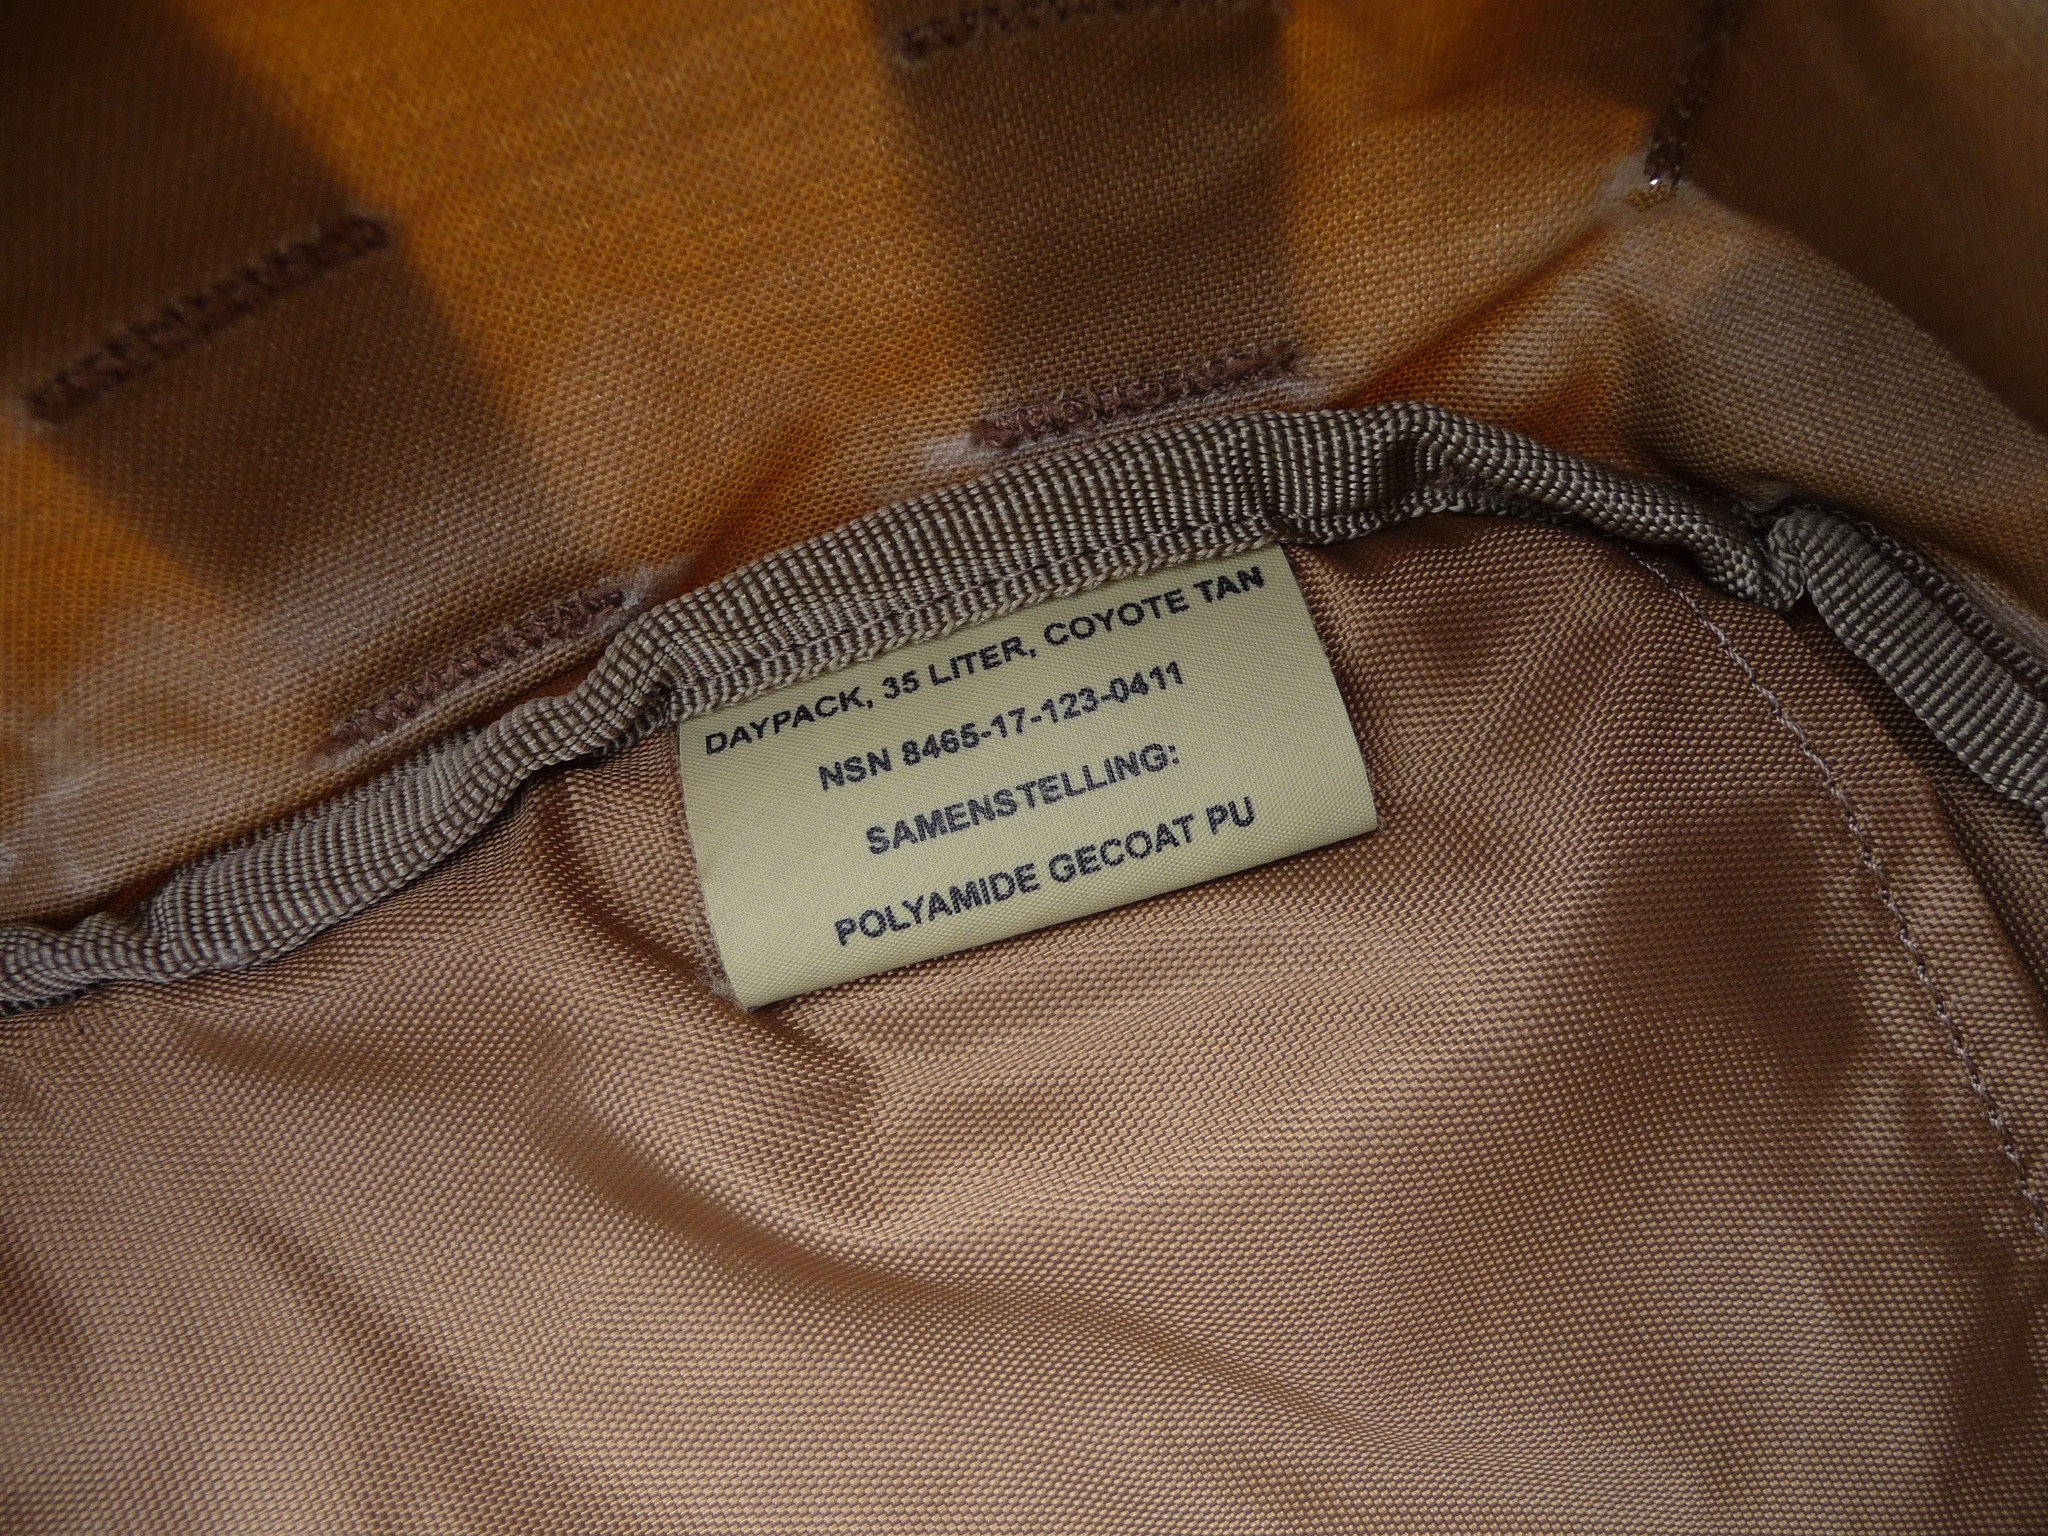 DAYPACK, 35 LITER, COYOTE TAN
NSN 8465-17-123-0411
SAMENSTELLING:
POLYAMIDE GECOAT PU